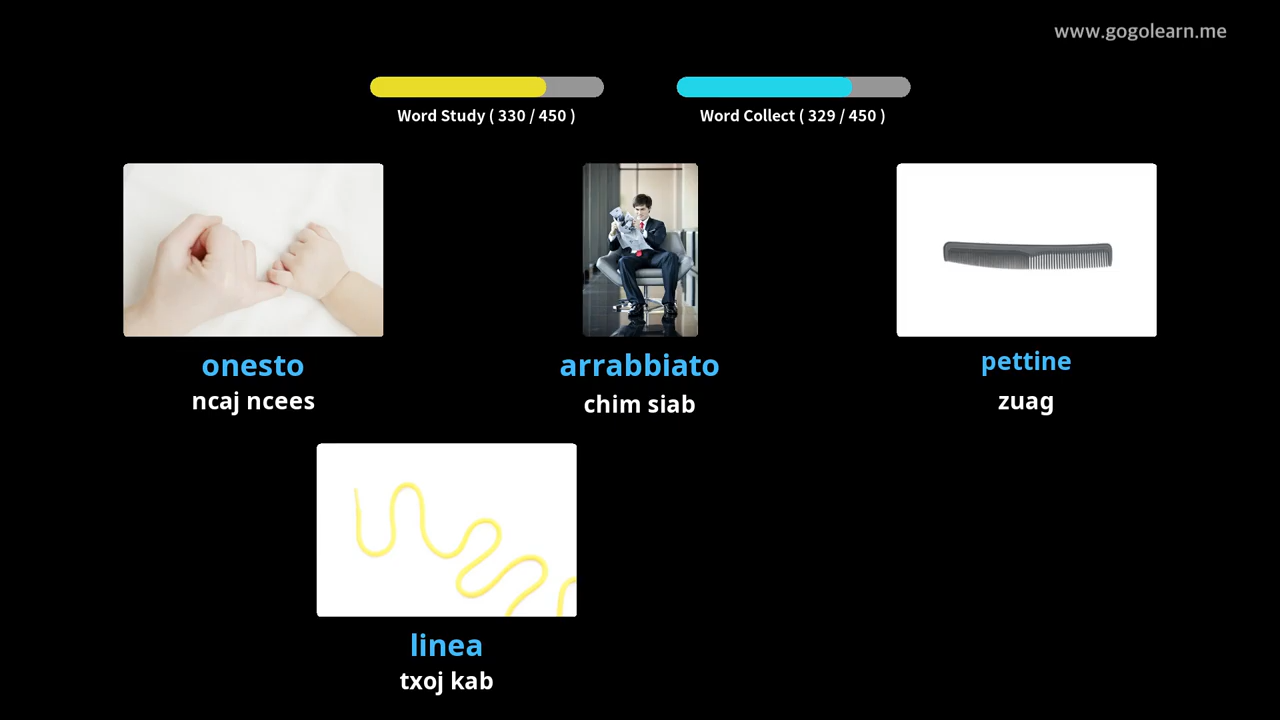 www.gogolearn.me
Word Study ( 330 / 450 )
Word Collect ( 329 / 450 )
onesto
ncaj ncees
arrabbiato
chim siab
pettine
zuag
linea
txoj kab